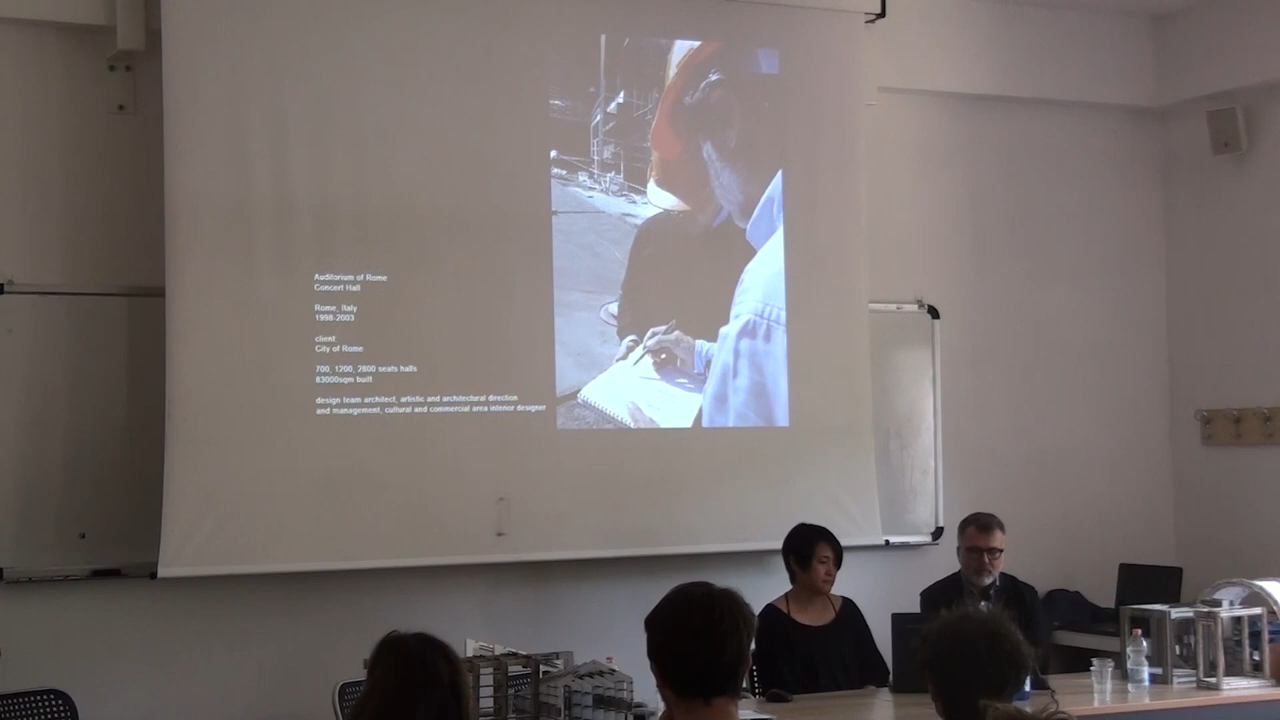 Auditorium of Rome
Concert Hall
Rome, Italy
1998-2003
client:
City of Rome
700, 1200, 2800 seats halls
83000sqm built
design team architect, artistic and architectural direction
and management, cultural and commercial area interior designer